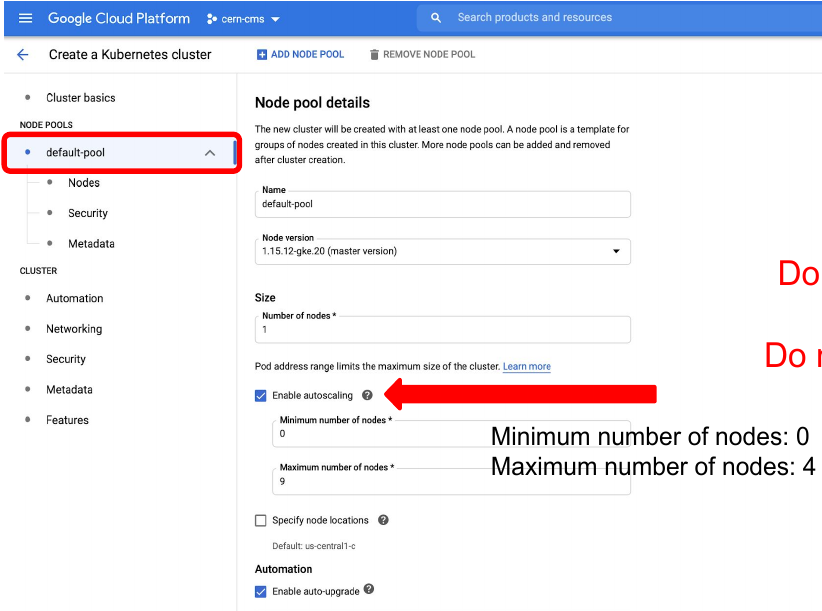 Google Cloud Platform cern-cms Search products and resources
Create a Kubernetes cluster ADD NODE POOL REMOVE NODE POOL
Cluster basics
NODE POOLS
default-pool
Nodes
Security
Metadata
CLUSTER
Automation
Networking
Security
Metadata
Features
Node pool details
The new cluster will be created with at least one node pool. A node pool is a template for
groups of nodes created in this cluster. More node pools can be added and removed
after cluster creation.
Name
default-pool
Node version
1.15.12-gke.20 (master version)
Size
Number of nodes *
1
Pod address range limits the maximum size of the cluster. Learn more
Enable autoscaling
Minimum number of nodes *
0
Maximum number of nodes *
9
Specify node locations
Default: us-central1-c
Automation
Enable auto-upgrade
Do
Do
Minimum number of nodes: 0
Maximum number of nodes: 4